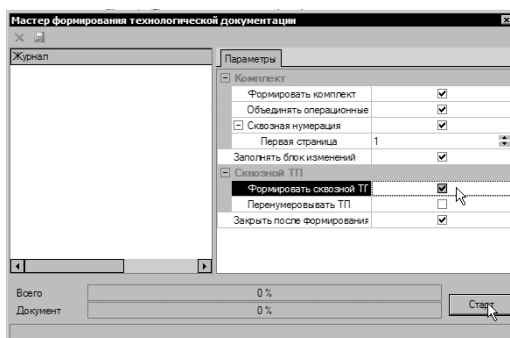 Мастер формирования технологической документации
Журнал
Параметры
Комплект
Формировать комплект
Объединять операционные
Сквозная нумерация
Первая страница 1
Заполнять блок изменений
Сквозной ТП
Формировать сквозной ТГ
Перенумеровывать ТП
Закрыть после формирования
Всего 0 %
Документ 0 %
Старт